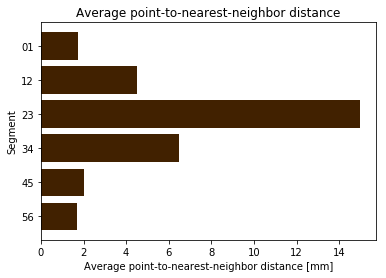 Average point-to-nearest-neighbor distance
01
12
23
34
45
56
Segment
0 2 4 6 8 10 12 14
Average point-to-nearest-neighbor distance [mm]